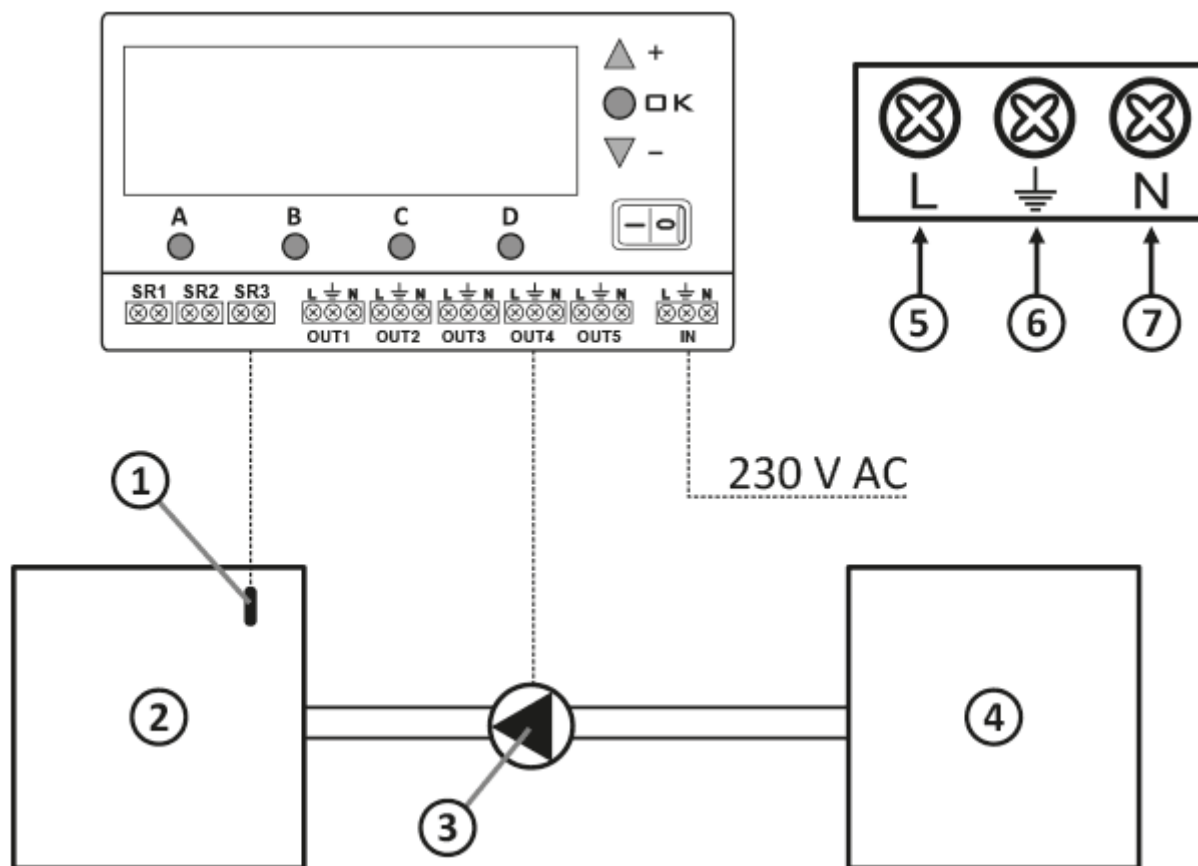 +
OK
−
A B C D
I O
SR1 SR2 SR3
L N L N L N L N L N L N
OUT1 OUT2 OUT3 OUT4 OUT5 IN
L N
5 6 7
230 V AC
1
2
3
4